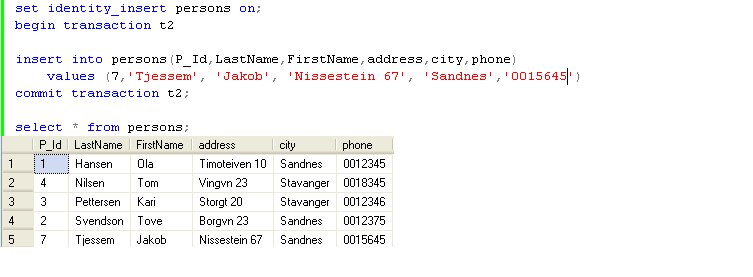 set identity_insert persons on;
begin transaction t2
insert into persons(P_Id,LastName,FirstName,address,city,phone)
values (7,'Tjessem', 'Jakob', 'Nissestein 67', 'Sandnes','0015645')
commit transaction t2;
select * from persons;
P_Id LastName FirstName address city phone
1 1 Hansen Ola Timoteiven 10 Sandnes 0012345
2 4 Nilsen Tom Vingvn 23 Stavanger 0018345
3 3 Pettersen Kari Storgt 20 Stavanger 0012346
4 2 Svendson Tove Borgvn 23 Sandnes 0012375
5 7 Tjessem Jakob Nissestein 67 Sandnes 0015645